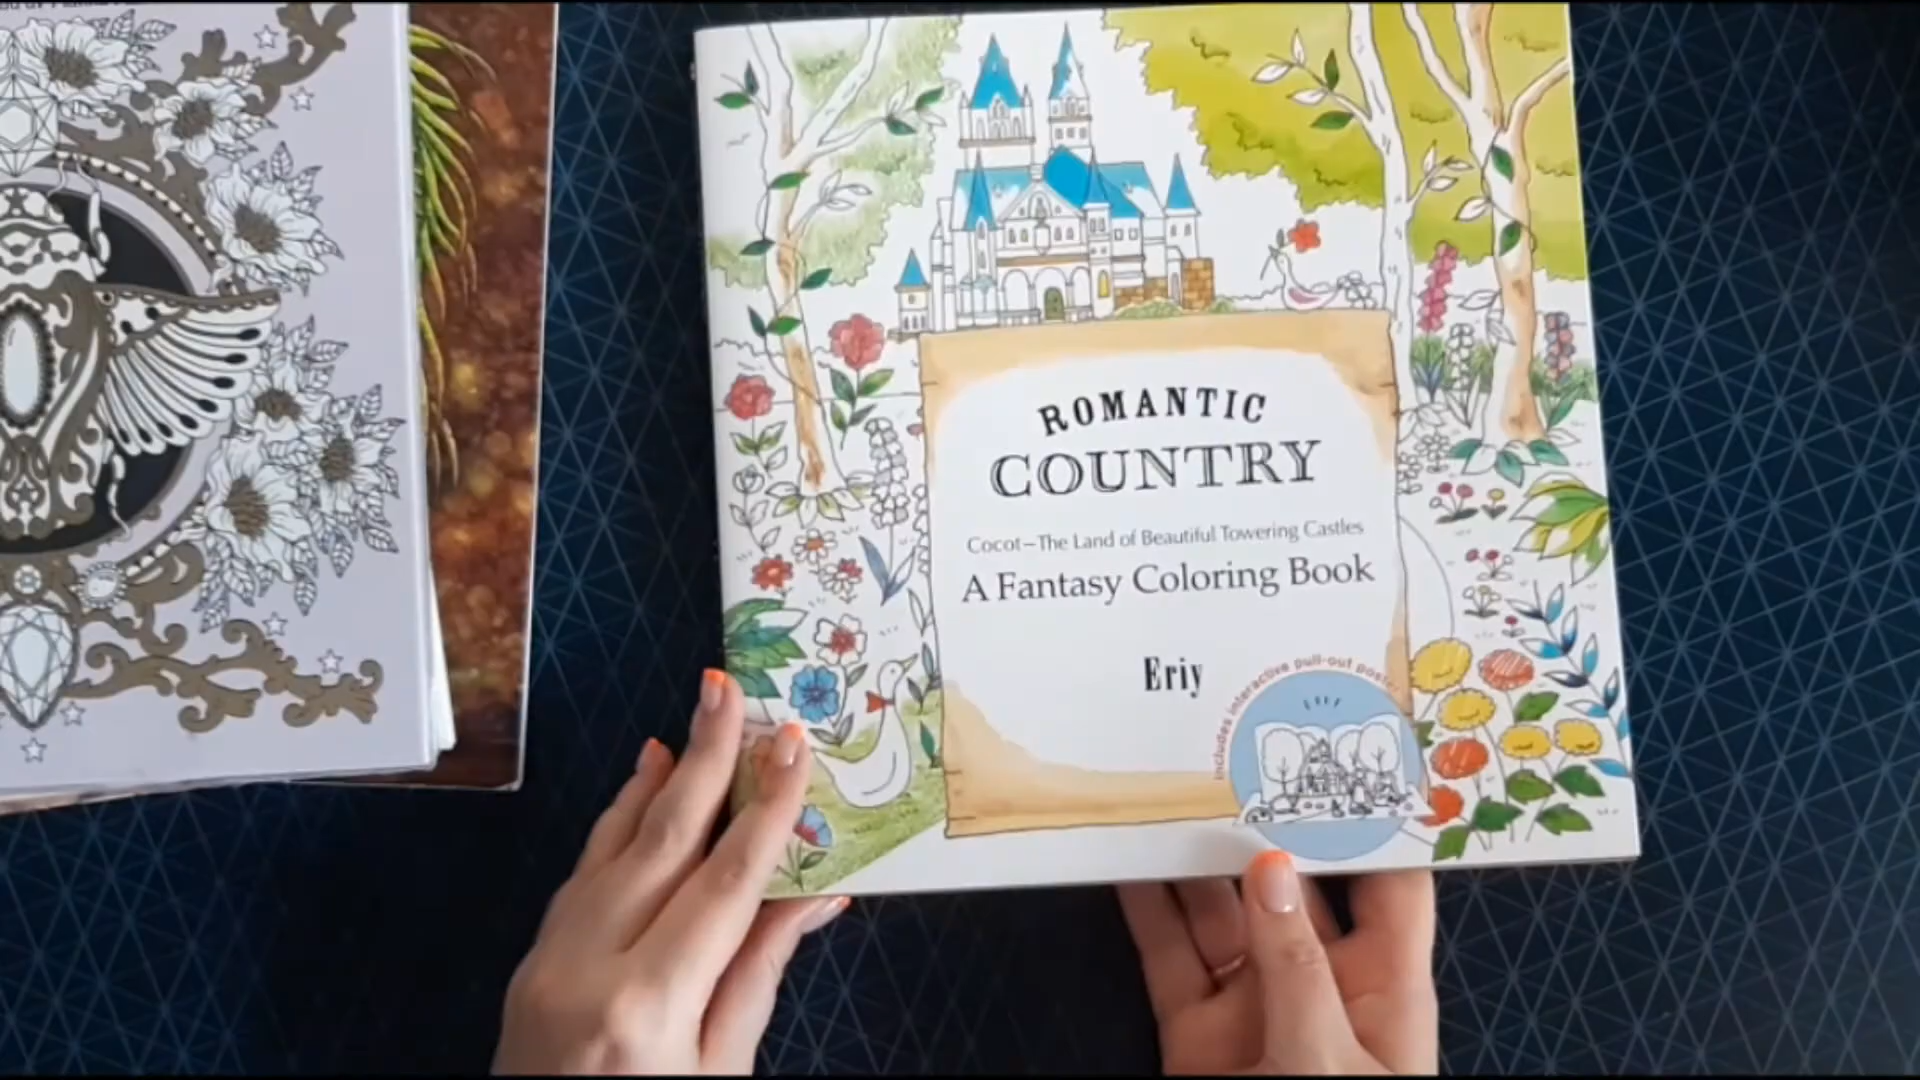 ROMANTIC
COUNTRY
Cocot–The Land of Beautiful Towering Castles
A Fantasy Coloring Book
Eriy
includes interactive pull-out poster